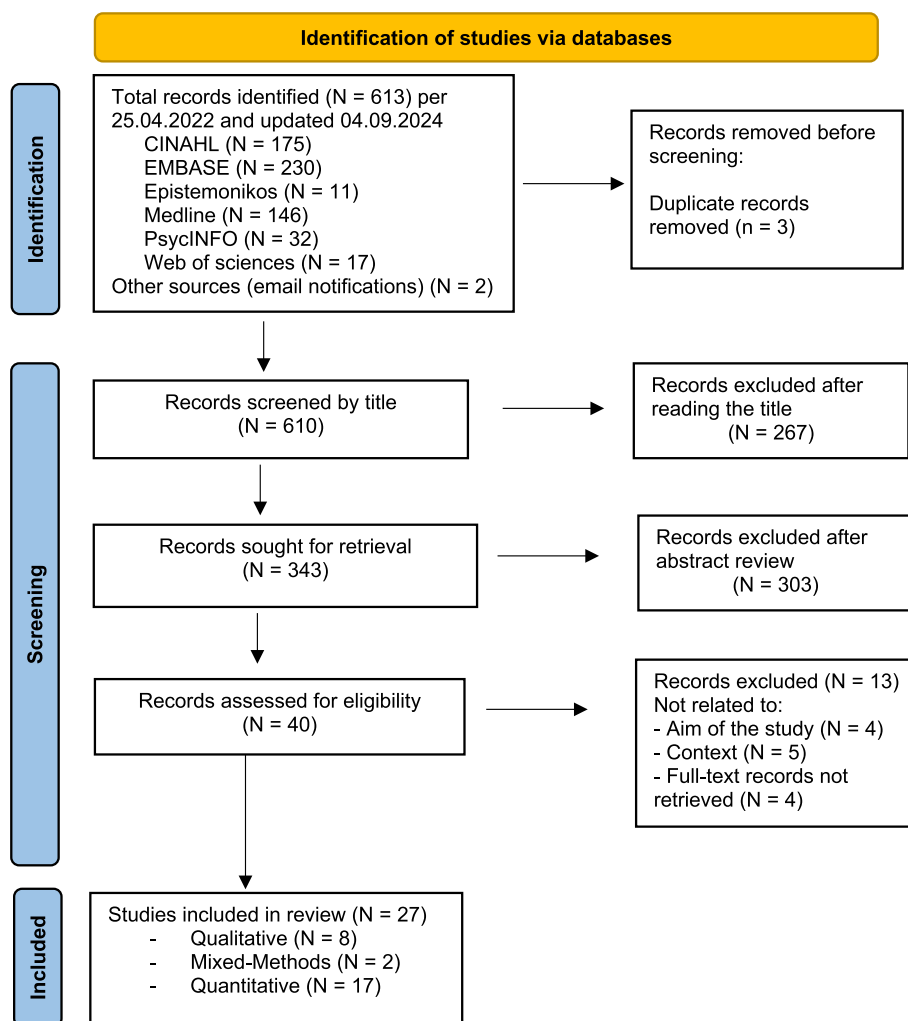 Identification of studies via databases
Identification
Total records identified (N = 613) per
25.04.2022 and updated 04.09.2024
CINAHL (N = 175)
EMBASE (N = 230)
Epistemonikos (N = 11)
Medline (N = 146)
PsycINFO (N = 32)
Web of sciences (N = 17)
Other sources (email notifications) (N = 2)
Records removed before
screening:
Duplicate records
removed (n = 3)
Screening
Records screened by title
(N = 610)
Records excluded after
reading the title
(N = 267)
Records sought for retrieval
(N = 343)
Records excluded after
abstract review
(N = 303)
Records assessed for eligibility
(N = 40)
Records excluded (N = 13)
Not related to:
- Aim of the study (N = 4)
- Context (N = 5)
- Full-text records not
retrieved (N = 4)
Included
Studies included in review (N = 27)
- Qualitative (N = 8)
- Mixed-Methods (N = 2)
- Quantitative (N = 17)